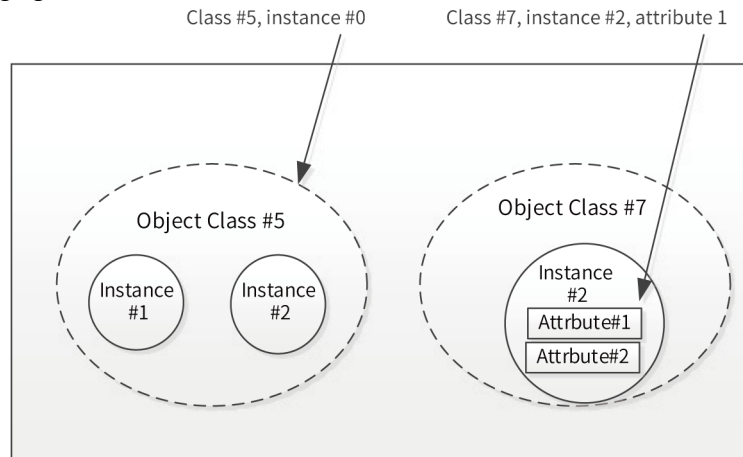 Class #5, instance #0
Class #7, instance #2, attribute 1
Object Class #5
Object Class #7
Instance
#1
Instance
#2
Instance
#2
Attrbute#1
Attrbute#2